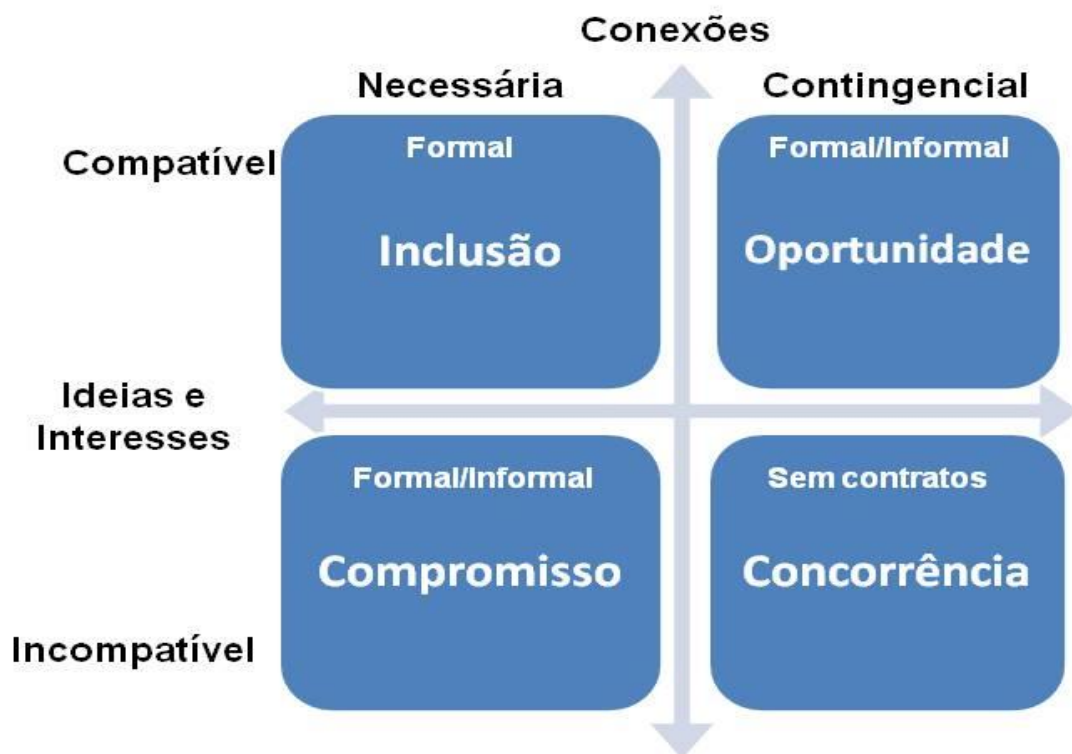 Conexões
Necessária
Contingencial
Compatível
Formal
Inclusão
Formal/Informal
Oportunidade
Ideias e
Interesses
Formal/Informal
Compromisso
Sem contratos
Concorrência
Incompatível